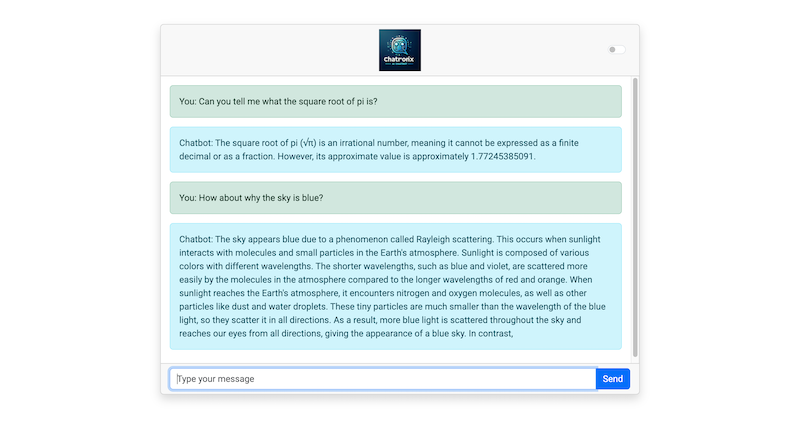 Chatronix
You: Can you tell me what the square root of pi is?
Chatbot: The square root of pi (√π) is an irrational number, meaning it cannot be expressed as a finite
decimal or as a fraction. However, its approximate value is approximately 1.77245385091.
You: How about why the sky is blue?
Chatbot: The sky appears blue due to a phenomenon called Rayleigh scattering. This occurs when sunlight
interacts with molecules and small particles in the Earth's atmosphere. Sunlight is composed of various
colors with different wavelengths. The shorter wavelengths, such as blue and violet, are scattered more
easily by the molecules in the atmosphere compared to the longer wavelengths of red and orange. When
sunlight reaches the Earth's atmosphere, it encounters nitrogen and oxygen molecules, as well as other
particles like dust and water droplets. These tiny particles are much smaller than the wavelength of the blue
light, so they scatter it in all directions. As a result, more blue light is scattered throughout the sky and
reaches our eyes from all directions, giving the appearance of a blue sky. In contrast,
Type your message
Send